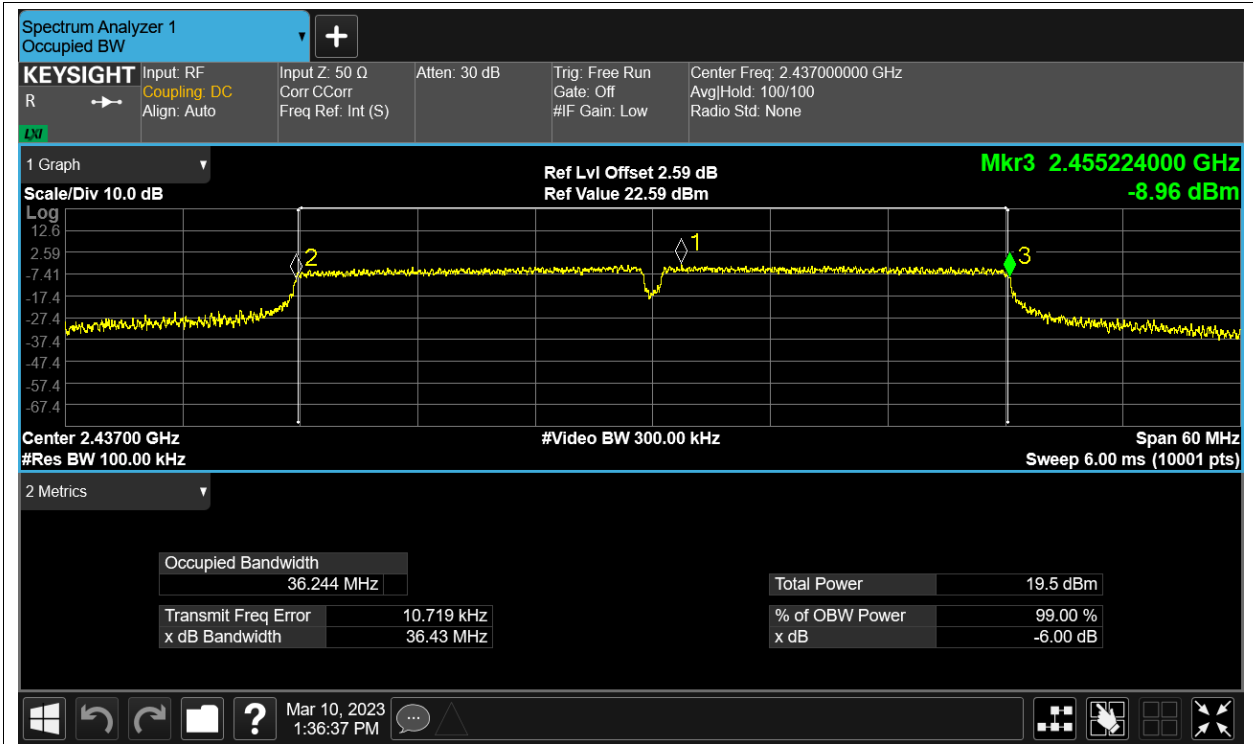 Spectrum Analyzer 1
Occupied BW
+
KEYSIGHT Input: RF Input Z: 50 Ω Atten: 30 dB Trig: Free Run Center Freq: 2.437000000 GHz
R Coupling: DC Corr CCorr Gate: Off Avg|Hold: 100/100
Align: Auto Freq Ref: Int (S) #IF Gain: Low Radio Std: None
LXI
1 Graph
Ref Lvl Offset 2.59 dB Mkr3 2.455224000 GHz
Scale/Div 10.0 dB Ref Value 22.59 dBm -8.96 dBm
Log
12.6
2.59
-7.41
-17.4
-27.4
-37.4
-47.4
-57.4
-67.4
2
1
3
Center 2.43700 GHz #Video BW 300.00 kHz Span 60 MHz
#Res BW 100.00 kHz Sweep 6.00 ms (10001 pts)
2 Metrics
Occupied Bandwidth
36.244 MHz Total Power 19.5 dBm
Transmit Freq Error 10.719 kHz % of OBW Power 99.00 %
x dB Bandwidth 36.43 MHz x dB -6.00 dB
? Mar 10, 2023
1:36:37 PM